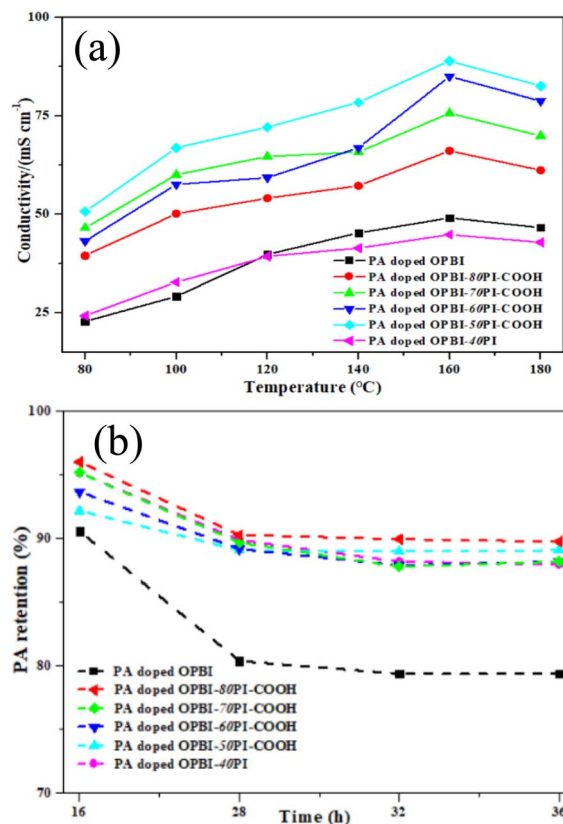 (a)
100
75
50
25
Conductivity/(mS cm⁻¹)
PA doped OPBI
PA doped OPBI-80PI-COOH
PA doped OPBI-70PI-COOH
PA doped OPBI-60PI-COOH
PA doped OPBI-50PI-COOH
PA doped OPBI-40PI
80 100 120 140 160 180
Temperature (°C)
(b)
100
90
80
70
PA retention (%)
PA doped OPBI
PA doped OPBI-80PI-COOH
PA doped OPBI-70PI-COOH
PA doped OPBI-60PI-COOH
PA doped OPBI-50PI-COOH
PA doped OPBI-40PI
16 28 32 36
Time (h)